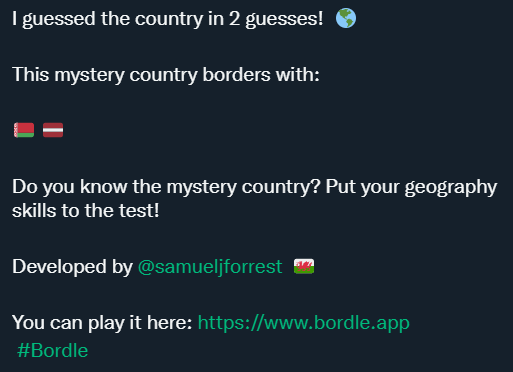 I guessed the country in 2 guesses! 🌎
This mystery country borders with:
🇧🇾 🇱🇻
Do you know the mystery country? Put your geography
skills to the test!
Developed by @samueljforrest 🏴󠁧󠁢󠁷󠁬󠁳󠁿
You can play it here: https://www.bordle.app
#Bordle